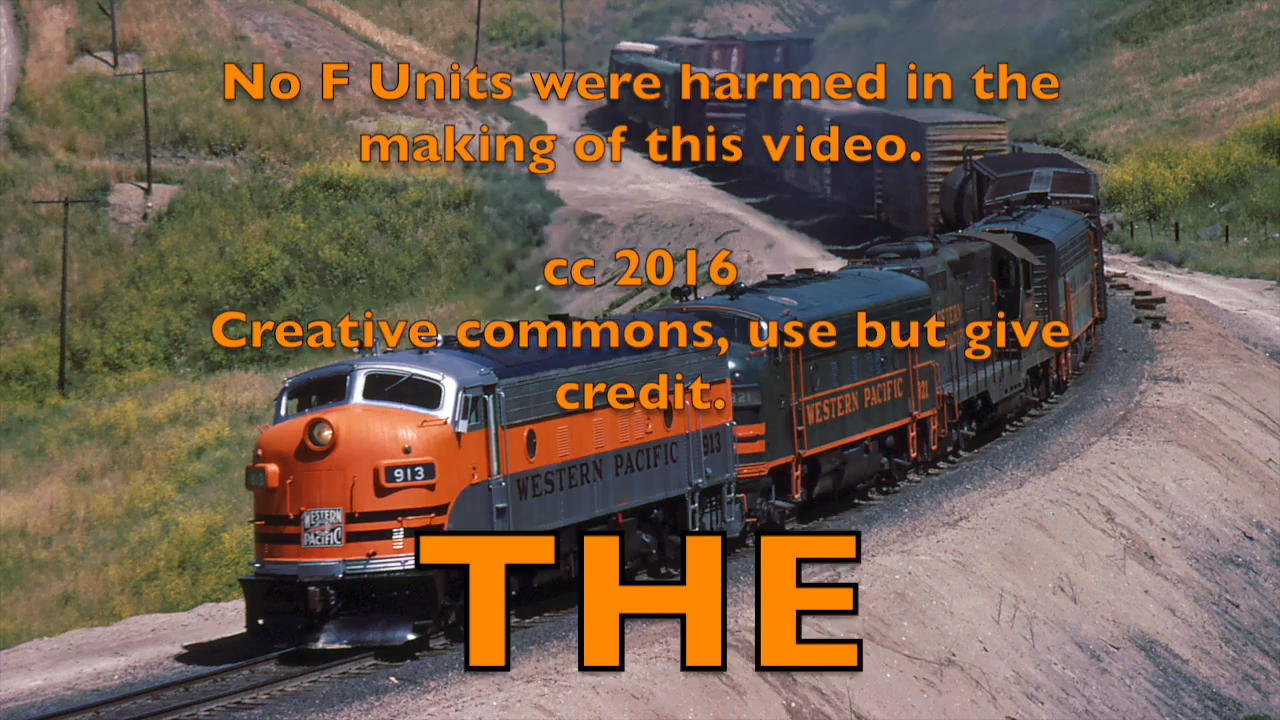 No F Units were harmed in the
making of this video.
cc 2016
Creative commons, use but give
credit.
WESTERN PACIFIC
921
WESTERN PACIFIC
913
913
WESTERN
PACIFIC
THE